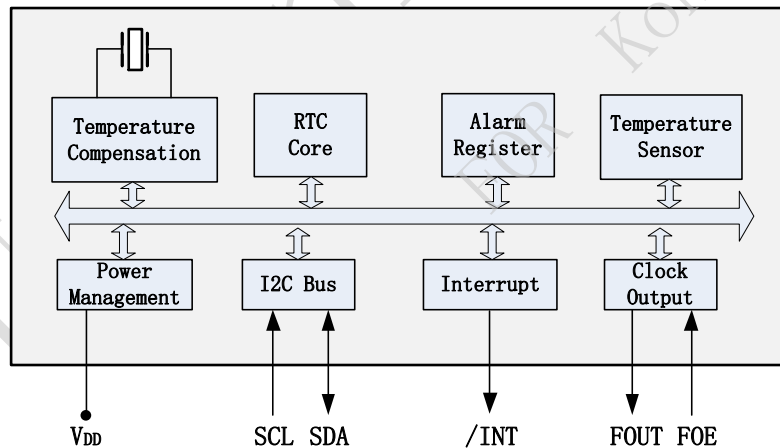 Temperature
Compensation
RTC
Core
Alarm
Register
Temperature
Sensor
Power
Management
I2C Bus
Interrupt
Clock
Output
VDD
SCL SDA
/INT
FOUT FOE
FOR